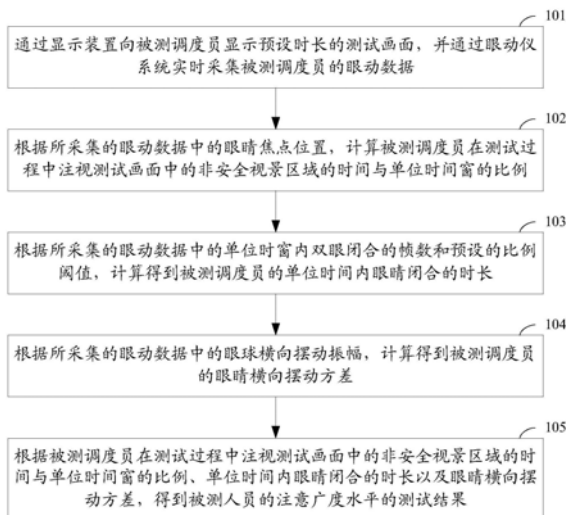 101
通过显示装置向被测调度员显示预设时长的测试画面，并通过眼动仪
系统实时采集被测调度员的眼动数据
102
根据所采集的眼动数据中的眼睛焦点位置，计算被测调度员在测试过
程中注视测试画面中的非安全视景区域的时间与单位时间窗的比例
103
根据所采集的眼动数据中的单位时窗内双眼闭合的帧数和预设的比例
阈值，计算得到被测调度员的单位时间内眼睛闭合的时长
104
根据所采集的眼动数据中的眼球横向摆动振幅，计算得到被测调度员
的眼睛横向摆动方差
105
根据被测调度员在测试过程中注视测试画面中的非安全视景区域的时
间与单位时间窗的比例、单位时间内眼睛闭合的时长以及眼睛横向摆
动方差，得到被测人员的注意广度水平的测试结果